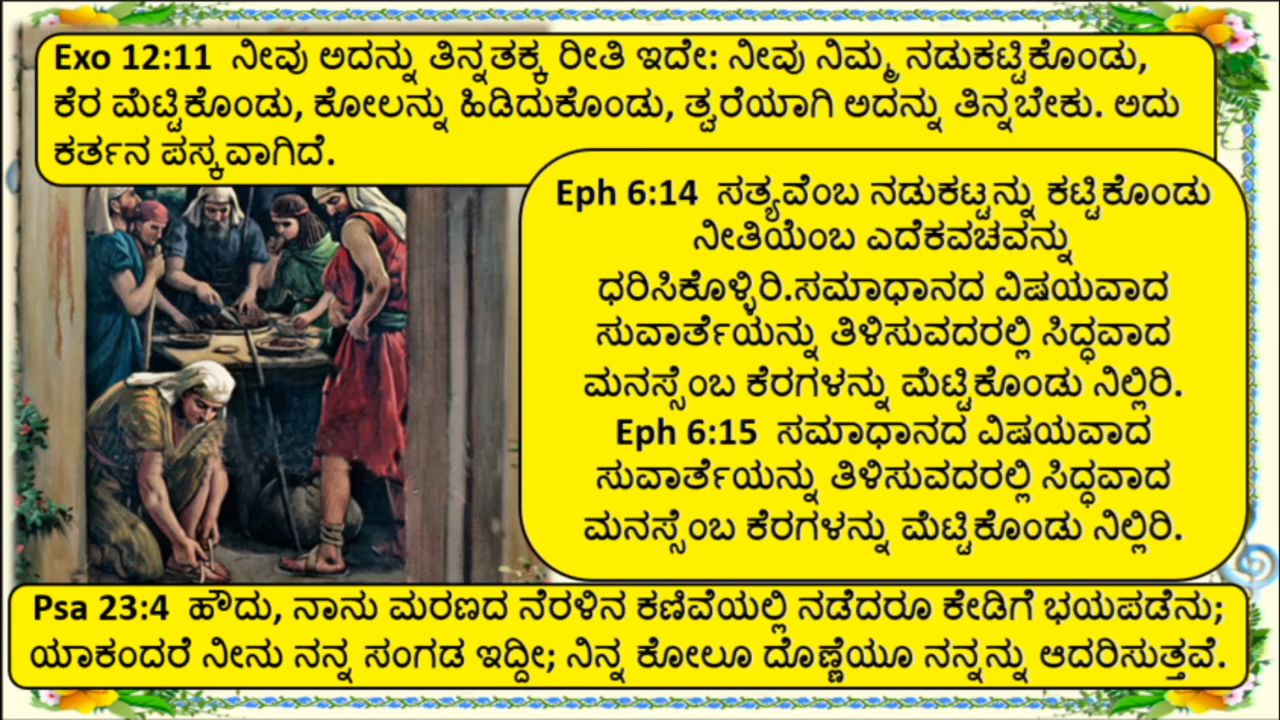 Exo 12:11 ನೀವು ಅದನ್ನು ತಿನ್ನತಕ್ಕ ರೀತಿ ಇದೇ: ನೀವು ನಿಮ್ಮ ನಡುಕಟ್ಟಿಕೊಂಡು,
ಕೆರ ಮೆಟ್ಟಿಕೊಂಡು, ಕೋಲನ್ನು ಹಿಡಿದುಕೊಂಡು, ತ್ವರೆಯಾಗಿ ಅದನ್ನು ತಿನ್ನಬೇಕು. ಅದು
ಕರ್ತನ ಪಸ್ಕವಾಗಿದೆ.
Eph 6:14 ಸತ್ಯವೆಂಬ ನಡುಕಟ್ಟನ್ನು ಕಟ್ಟಿಕೊಂಡು
ನೀತಿಯೆಂಬ ಎದೆಕವಚವನ್ನು
ಧರಿಸಿಕೊಳ್ಳಿರಿ.ಸಮಾಧಾನದ ವಿಷಯವಾದ
ಸುವಾರ್ತೆಯನ್ನು ತಿಳಿಸುವದರಲ್ಲಿ ಸಿದ್ಧವಾದ
ಮನಸ್ಸೆಂಬ ಕೆರಗಳನ್ನು ಮೆಟ್ಟಿಕೊಂಡು ನಿಲ್ಲಿರಿ.
Eph 6:15 ಸಮಾಧಾನದ ವಿಷಯವಾದ
ಸುವಾರ್ತೆಯನ್ನು ತಿಳಿಸುವದರಲ್ಲಿ ಸಿದ್ಧವಾದ
ಮನಸ್ಸೆಂಬ ಕೆರಗಳನ್ನು ಮೆಟ್ಟಿಕೊಂಡು ನಿಲ್ಲಿರಿ.
Psa 23:4 ಹೌದು, ನಾನು ಮರಣದ ನೆರಳಿನ ಕಣಿವೆಯಲ್ಲಿ ನಡೆದರೂ ಕೇಡಿಗೆ ಭಯಪಡೆನು;
ಯಾಕಂದರೆ ನೀನು ನನ್ನ ಸಂಗಡ ಇದ್ದೀ; ನಿನ್ನ ಕೋಲೂ ದೊಣ್ಣೆಯೂ ನನ್ನನ್ನು ಆದರಿಸುತ್ತವೆ.